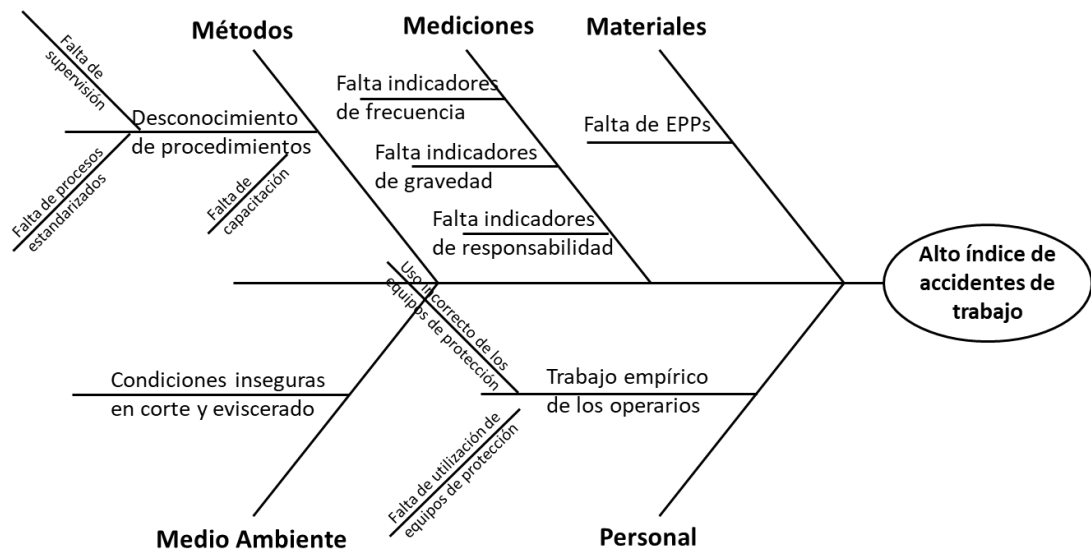 Métodos
Mediciones
Materiales
Falta de
supervisión
Desconocimiento
de procedimientos
Falta de procesos
estandarizados
Falta de
capacitación
Falta indicadores
de frecuencia
Falta indicadores
de gravedad
Falta indicadores
de responsabilidad
Falta de EPPs
Alto índice de
accidentes de
trabajo
Condiciones inseguras
en corte y eviscerado
Uso incorrecto de los
equipos de protección
Trabajo empírico
de los operarios
Falta de utilización de
equipos de protección
Medio Ambiente
Personal